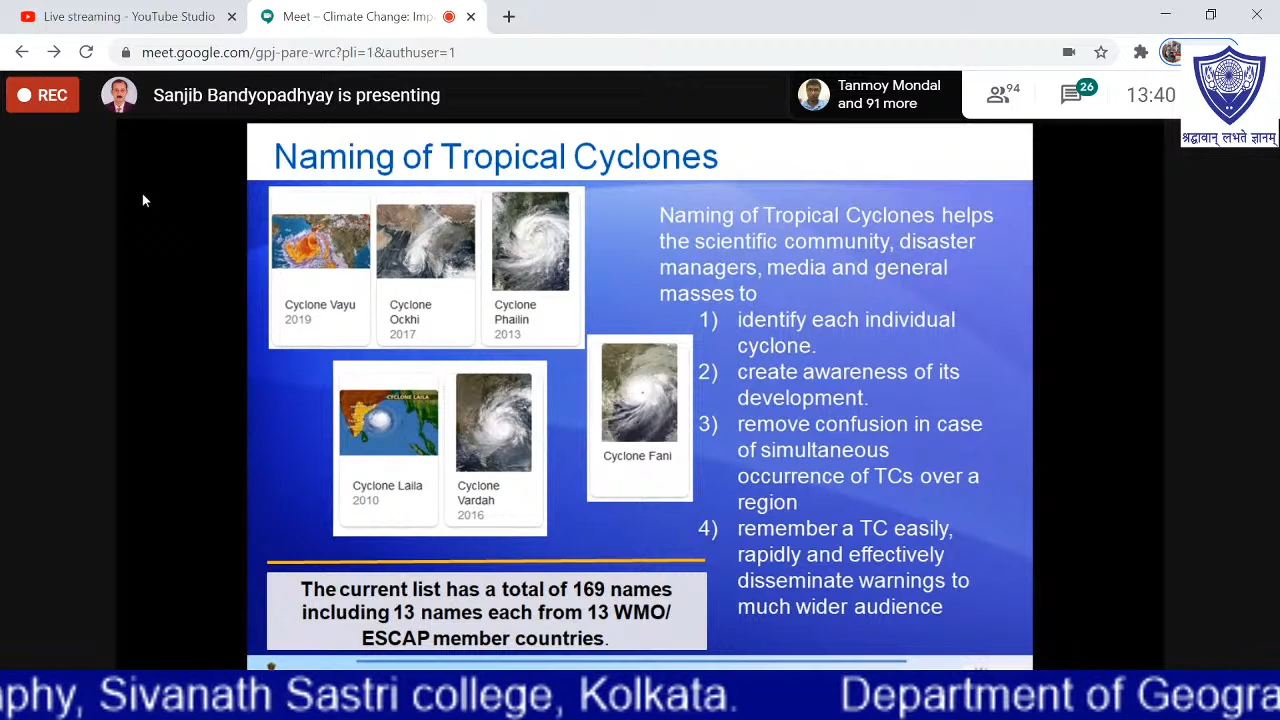 Live streaming - YouTube Studio
Meet – Climate Change: Imp
meet.google.com/gpj-pare-wrc?pli=1&authuser=1
REC
Sanjib Bandyopadhyay is presenting
Tanmoy Mondal
and 91 more
94
26
13:40
श्रद्धावान् लभते ज्ञानम्
Naming of Tropical Cyclones
Cyclone Vayu
2019
Cyclone
Ockhi
2017
Cyclone
Phailin
2013
CYCLONE LAILA
Cyclone Laila
2010
Cyclone
Vardah
2016
Cyclone Fani
Naming of Tropical Cyclones helps
the scientific community, disaster
managers, media and general
masses to
1) identify each individual
cyclone.
2) create awareness of its
development.
3) remove confusion in case
of simultaneous
occurrence of TCs over a
region
4) remember a TC easily,
rapidly and effectively
disseminate warnings to
much wider audience
The current list has a total of 169 names
including 13 names each from 13 WMO/
ESCAP member countries.
aphy, Sivanath Sastri college, Kolkata. Department of Geogra